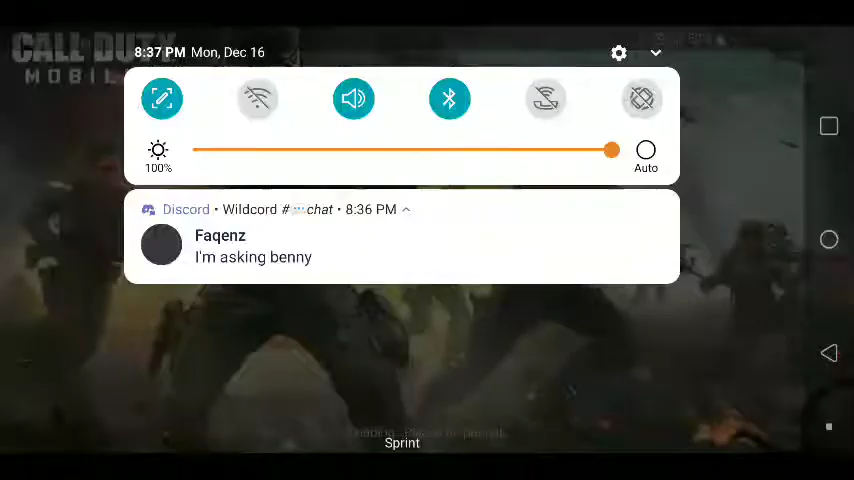 CALL DUTY
MOBIL
8:37 PM Mon, Dec 16
100%
Auto
Discord • Wildcord #💬chat • 8:36 PM
Faqenz
I'm asking benny
Sprint